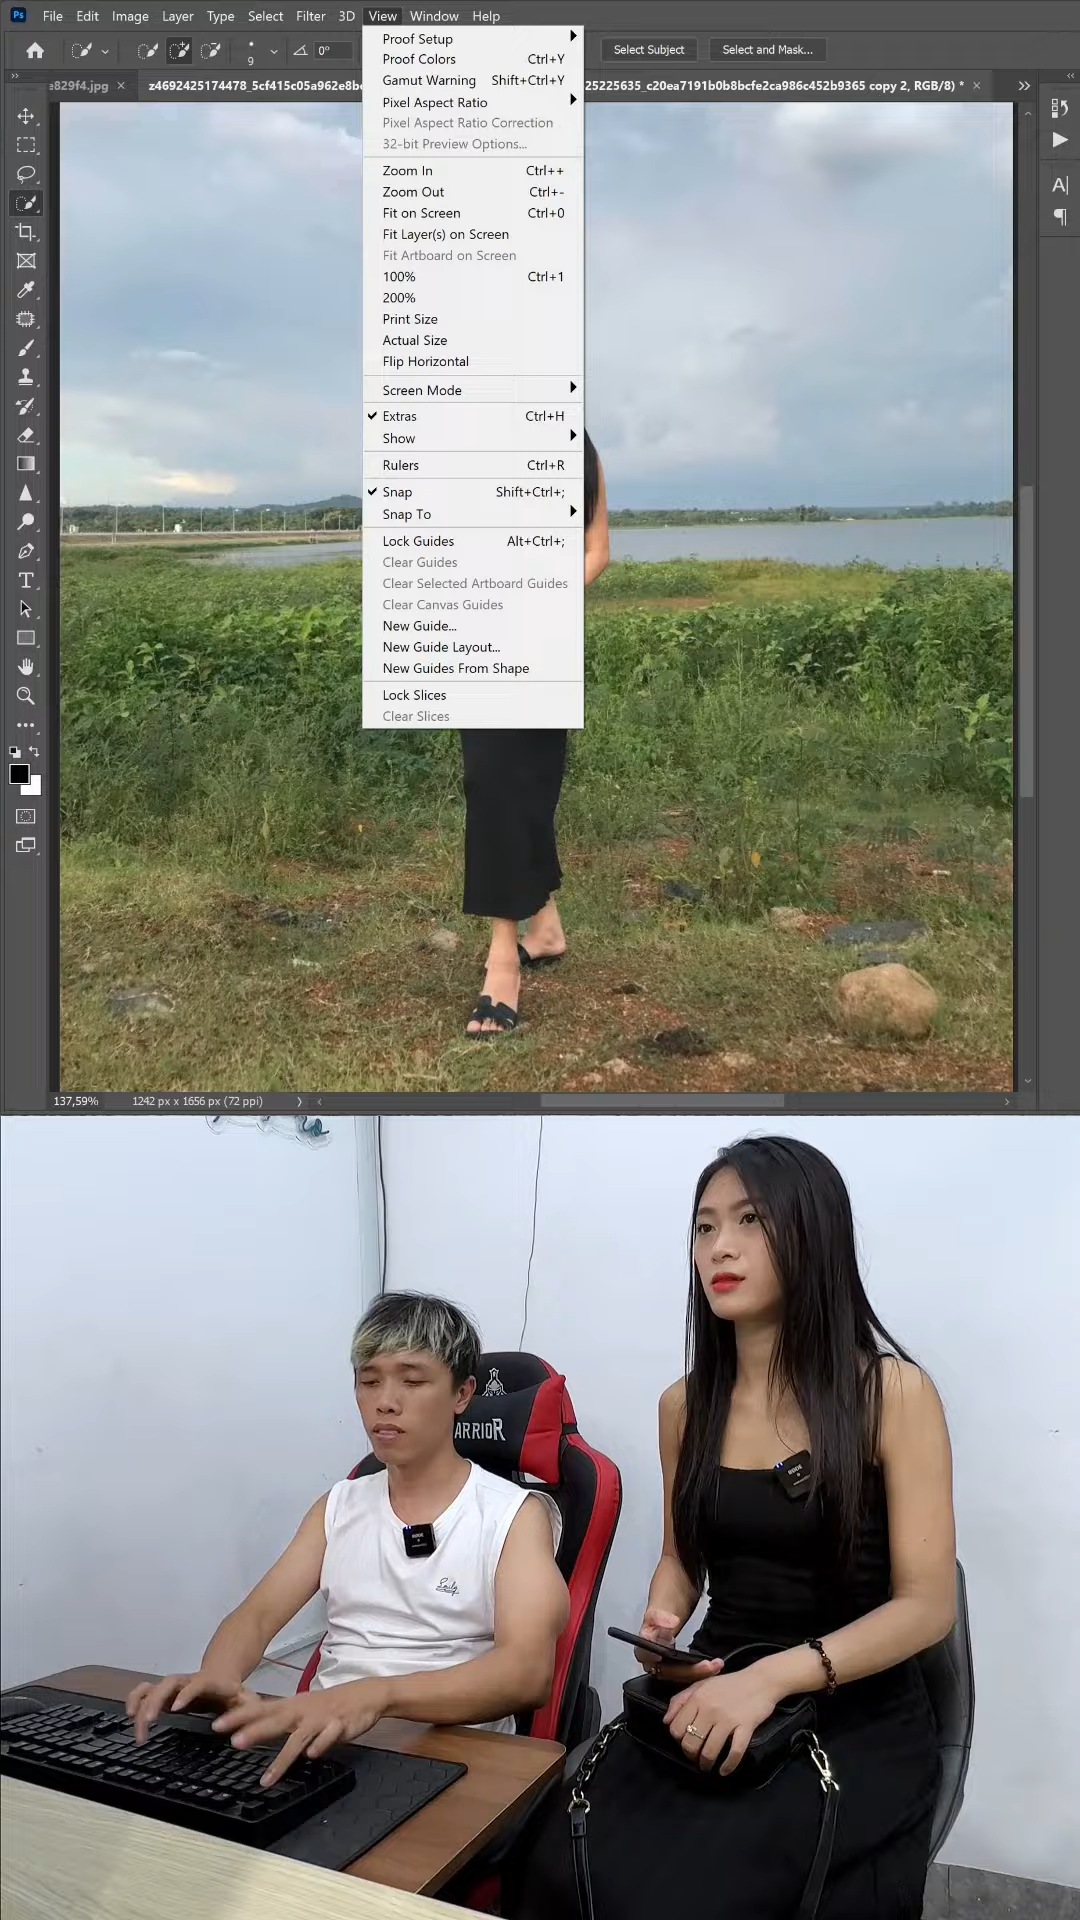 Ps File Edit Image Layer Type Select Filter 3D View Window Help
9 0° Select Subject Select and Mask...
e829f4.jpg × z4692425174478_5cf415c05a962e8b 25225635_c20ea7191b0b8bcfe2ca986c452b9365 copy 2, RGB/8) * ×
Proof Setup
Proof Colors Ctrl+Y
Gamut Warning Shift+Ctrl+Y
Pixel Aspect Ratio
Pixel Aspect Ratio Correction
32-bit Preview Options...
Zoom In Ctrl++
Zoom Out Ctrl+-
Fit on Screen Ctrl+0
Fit Layer(s) on Screen
Fit Artboard on Screen
100% Ctrl+1
200%
Print Size
Actual Size
Flip Horizontal
Screen Mode
Extras Ctrl+H
Show
Rulers Ctrl+R
Snap Shift+Ctrl+;
Snap To
Lock Guides Alt+Ctrl+;
Clear Guides
Clear Selected Artboard Guides
Clear Canvas Guides
New Guide...
New Guide Layout...
New Guides From Shape
Lock Slices
Clear Slices
137,59% 1242 px x 1656 px (72 ppi)
ARRIOR
RODE
RODE